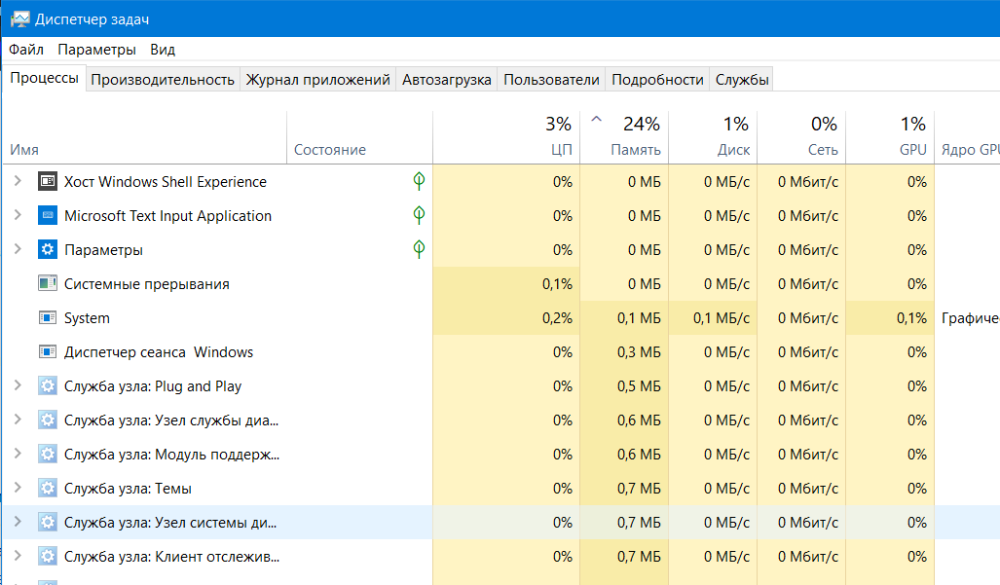 Диспетчер задач
Файл Параметры Вид
Процессы Производительность Журнал приложений Автозагрузка Пользователи Подробности Службы
3% 24% 1% 0% 1%
Имя Состояние ЦП Память Диск Сеть GPU Ядро GPU
Хост Windows Shell Experience 0% 0 МБ 0 МБ/с 0 Мбит/с 0%
Microsoft Text Input Application 0% 0 МБ 0 МБ/с 0 Мбит/с 0%
Параметры 0% 0 МБ 0 МБ/с 0 Мбит/с 0%
Системные прерывания 0,1% 0 МБ 0 МБ/с 0 Мбит/с 0%
System 0,2% 0,1 МБ 0,1 МБ/с 0 Мбит/с 0,1% Графиче
Диспетчер сеанса  Windows 0% 0,3 МБ 0 МБ/с 0 Мбит/с 0%
Служба узла: Plug and Play 0% 0,5 МБ 0 МБ/с 0 Мбит/с 0%
Служба узла: Узел службы диа... 0% 0,6 МБ 0 МБ/с 0 Мбит/с 0%
Служба узла: Модуль поддерж... 0% 0,6 МБ 0 МБ/с 0 Мбит/с 0%
Служба узла: Темы 0% 0,7 МБ 0 МБ/с 0 Мбит/с 0%
Служба узла: Узел системы ди... 0% 0,7 МБ 0 МБ/с 0 Мбит/с 0%
Служба узла: Клиент отслежив... 0% 0,7 МБ 0 МБ/с 0 Мбит/с 0%